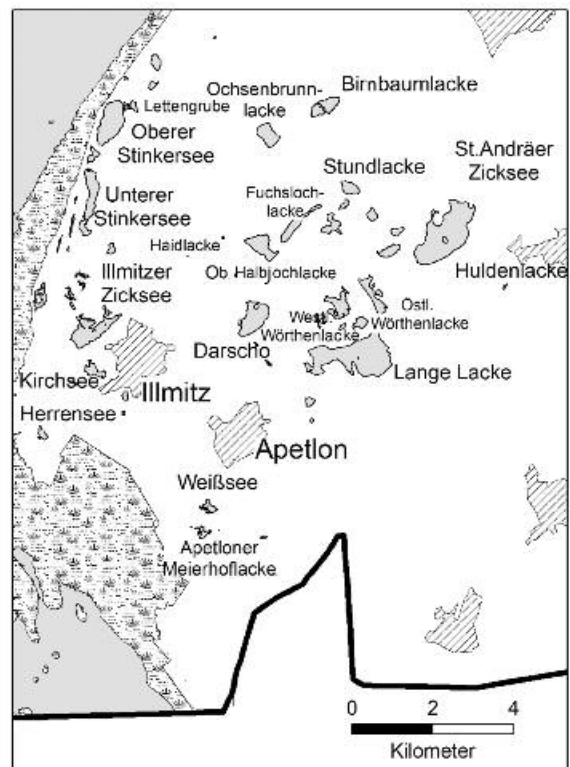 Ochsenbrunn-
lacke
Birnbaumlacke
Lettengrube
Oberer
Stinkersee
Stundlacke
St.Andräer
Zicksee
Unterer
Stinkersee
Fuchsloch-
lacke
Haidlacke
Ob.Halbjochlacke
Illmitzer
Zicksee
Huldenlacke
Westl.
Wörthenlacke
Östl.
Wörthenlacke
Darscho
Lange Lacke
Kirchsee
Illmitz
Herrensee
Apetlon
Weißsee
Apetloner
Meierhoflacke
0 2 4
Kilometer